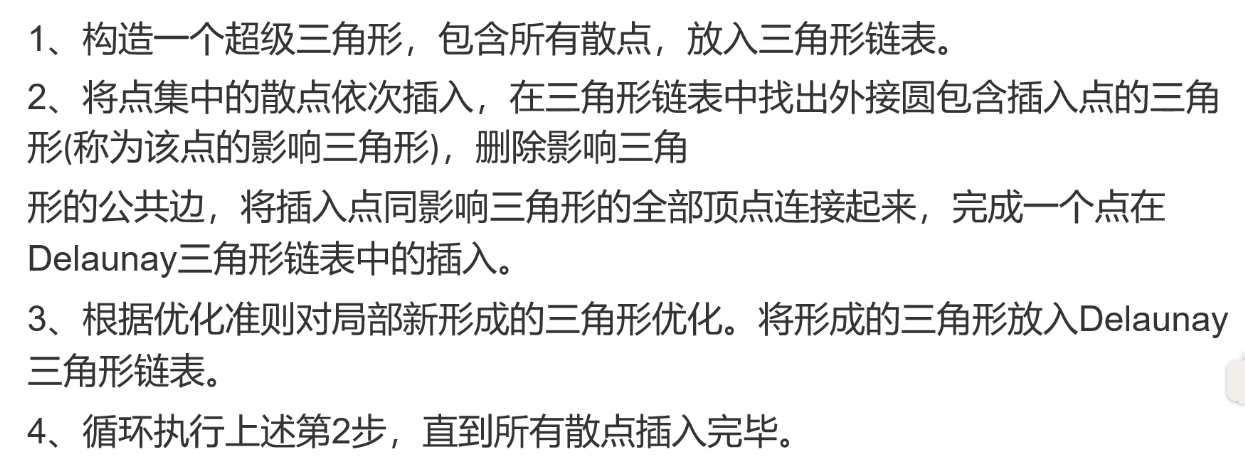 1、构造一个超级三角形，包含所有散点，放入三角形链表。
2、将点集中的散点依次插入，在三角形链表中找出外接圆包含插入点的三角
形(称为该点的影响三角形)，删除影响三角
形的公共边，将插入点同影响三角形的全部顶点连接起来，完成一个点在
Delaunay三角形链表中的插入。
3、根据优化准则对局部新形成的三角形优化。将形成的三角形放入Delaunay
三角形链表。
4、循环执行上述第2步，直到所有散点插入完毕。